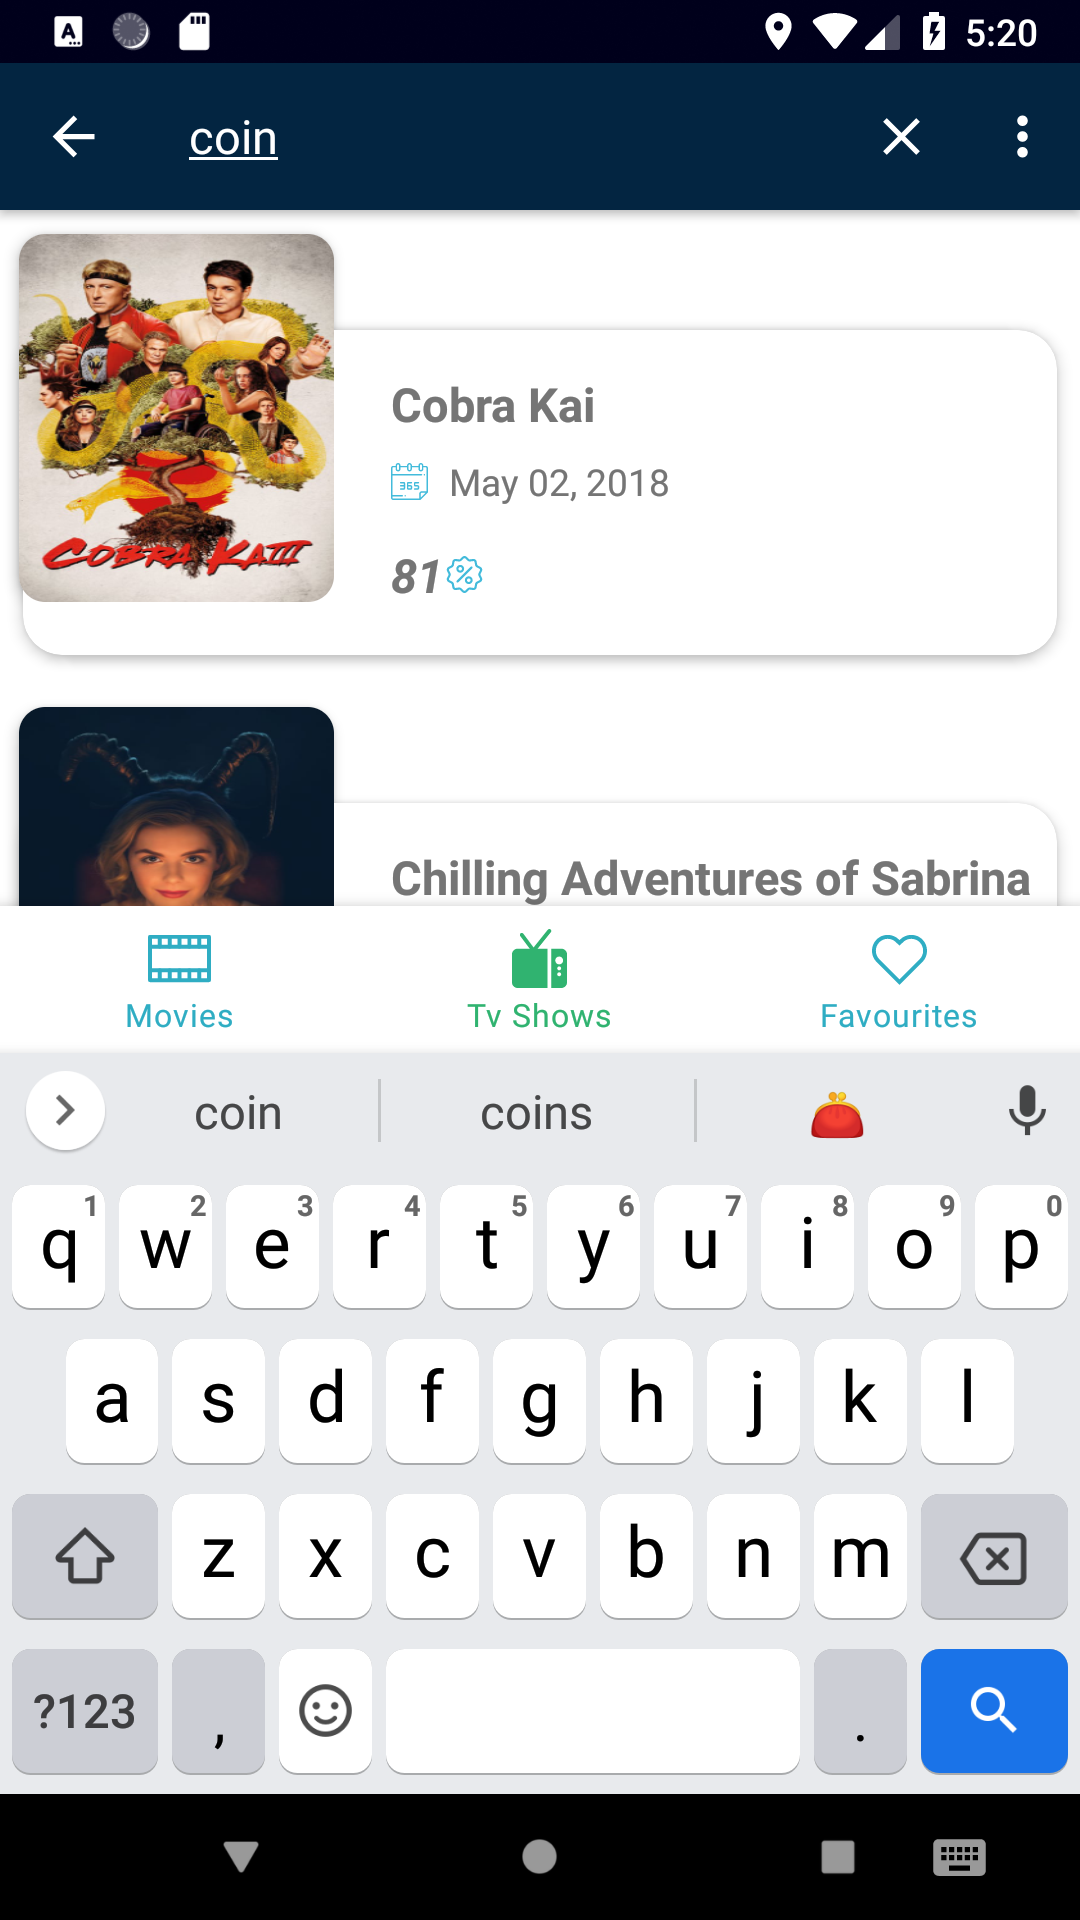 A
5:20
coin
COBRA KAI III
Cobra Kai
365
May 02, 2018
81%
Chilling Adventures of Sabrina
Movies
Tv Shows
Favourites
coin
coins
1 2 3 4 5 6 7 8 9 0
q w e r t y u i o p
a s d f g h j k l
z x c v b n m
?123 , .